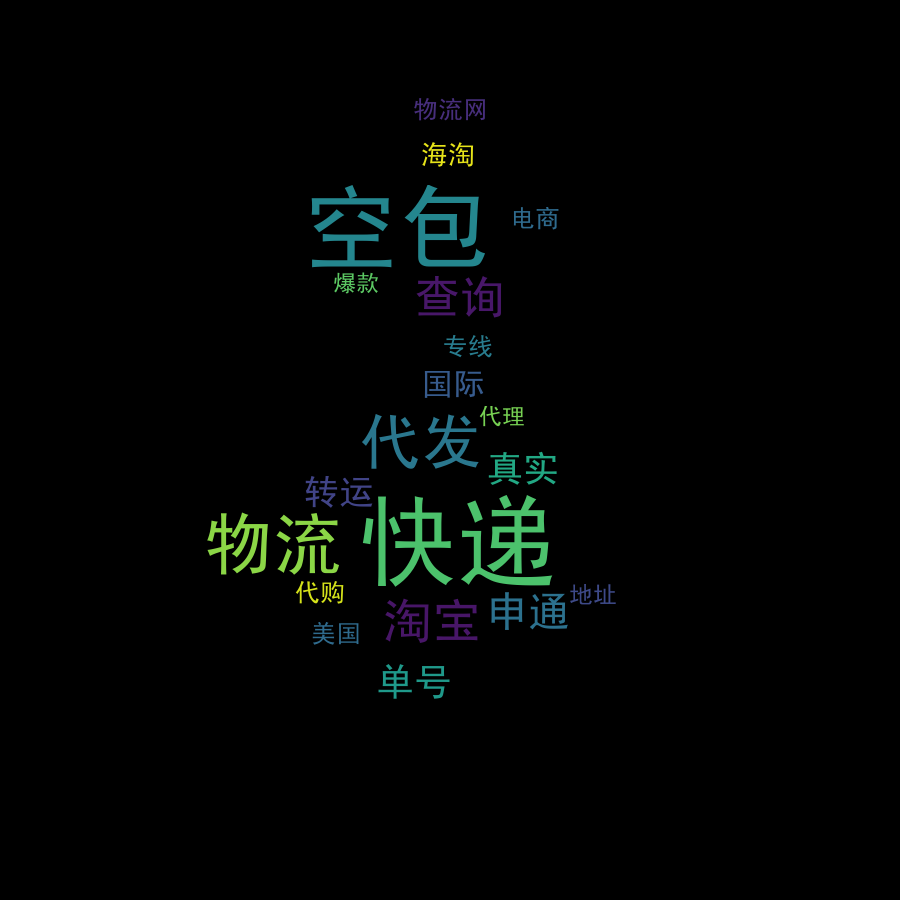 物流网
海淘
空包
电商
爆款
查询
专线
国际
代理
代发
真实
转运
物流
快递
代购
淘宝
申通
地址
美国
单号